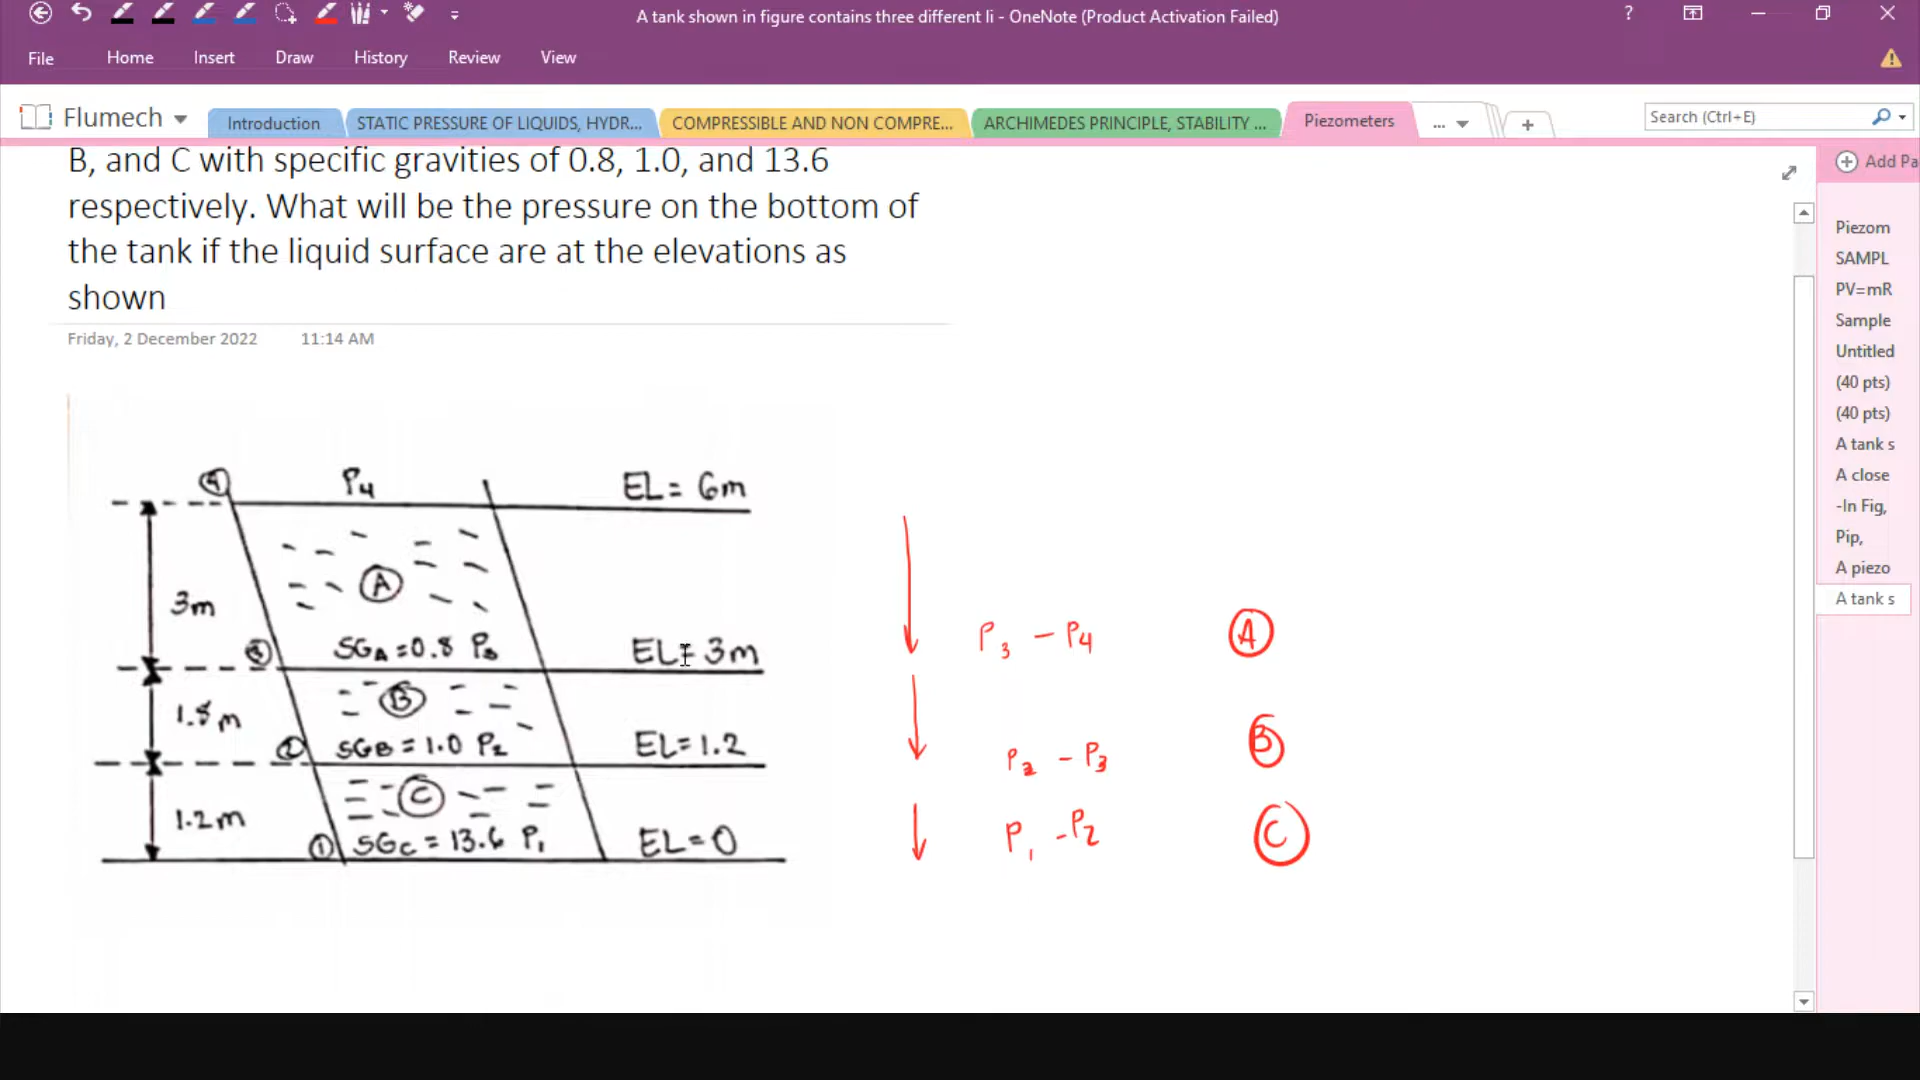 A tank shown in figure contains three different li - OneNote (Product Activation Failed)
?
File Home Insert Draw History Review View
Flumech Introduction STATIC PRESSURE OF LIQUIDS, HYDR... COMPRESSIBLE AND NON COMPRE... ARCHIMEDES PRINCIPLE, STABILITY ... Piezometers ... + Search (Ctrl+E)
B, and C with specific gravities of 0.8, 1.0, and 13.6
respectively. What will be the pressure on the bottom of
the tank if the liquid surface are at the elevations as
shown
Friday, 2 December 2022 11:14 AM
4 P4 EL= 6m
A
3m
3 SGA=0.8 P3 EL= 3m
B
1.8m
2 SGB=1.0 P2 EL=1.2
C
1.2m
1 SGC=13.6 P1 EL=0
P3 - P4 A
P2 - P3 B
P1 - P2 C
Add Pa
Piezom
SAMPL
PV=mR
Sample
Untitled
(40 pts)
(40 pts)
A tank s
A close
-In Fig,
Pip,
A piezo
A tank s